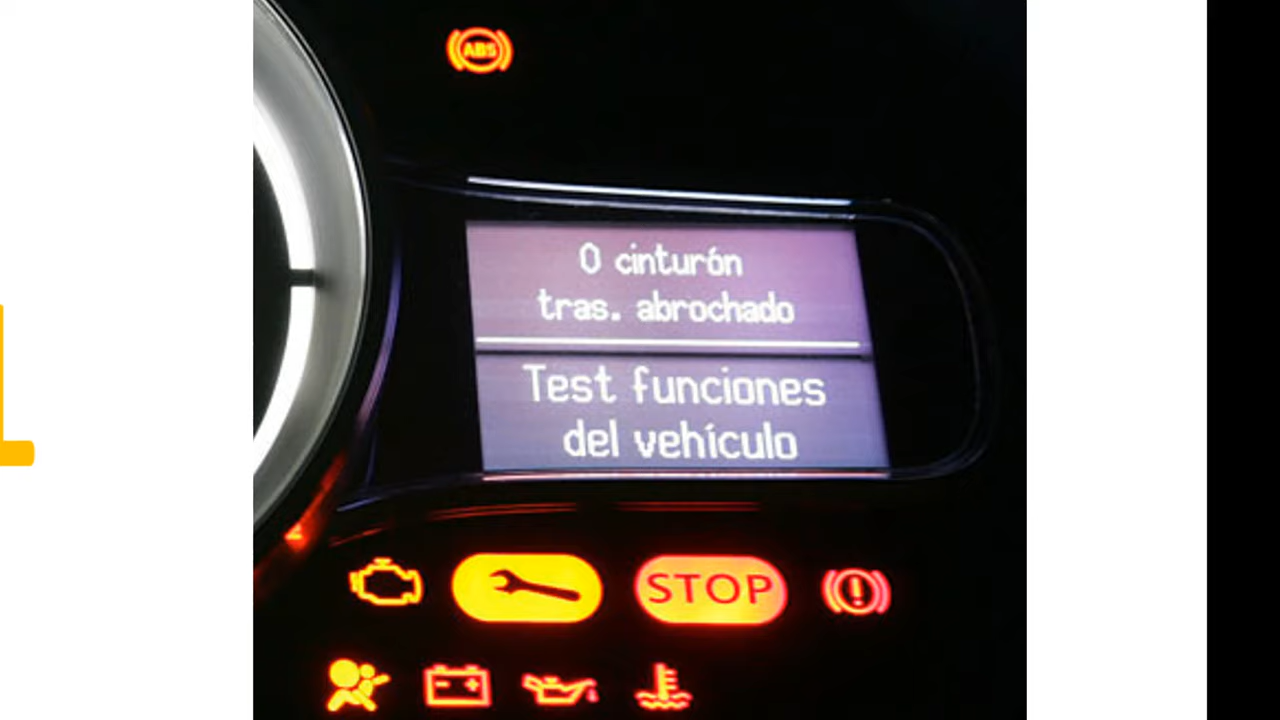 ABS
0 cinturón
tras. abrochado
Test funciones
del vehículo
STOP